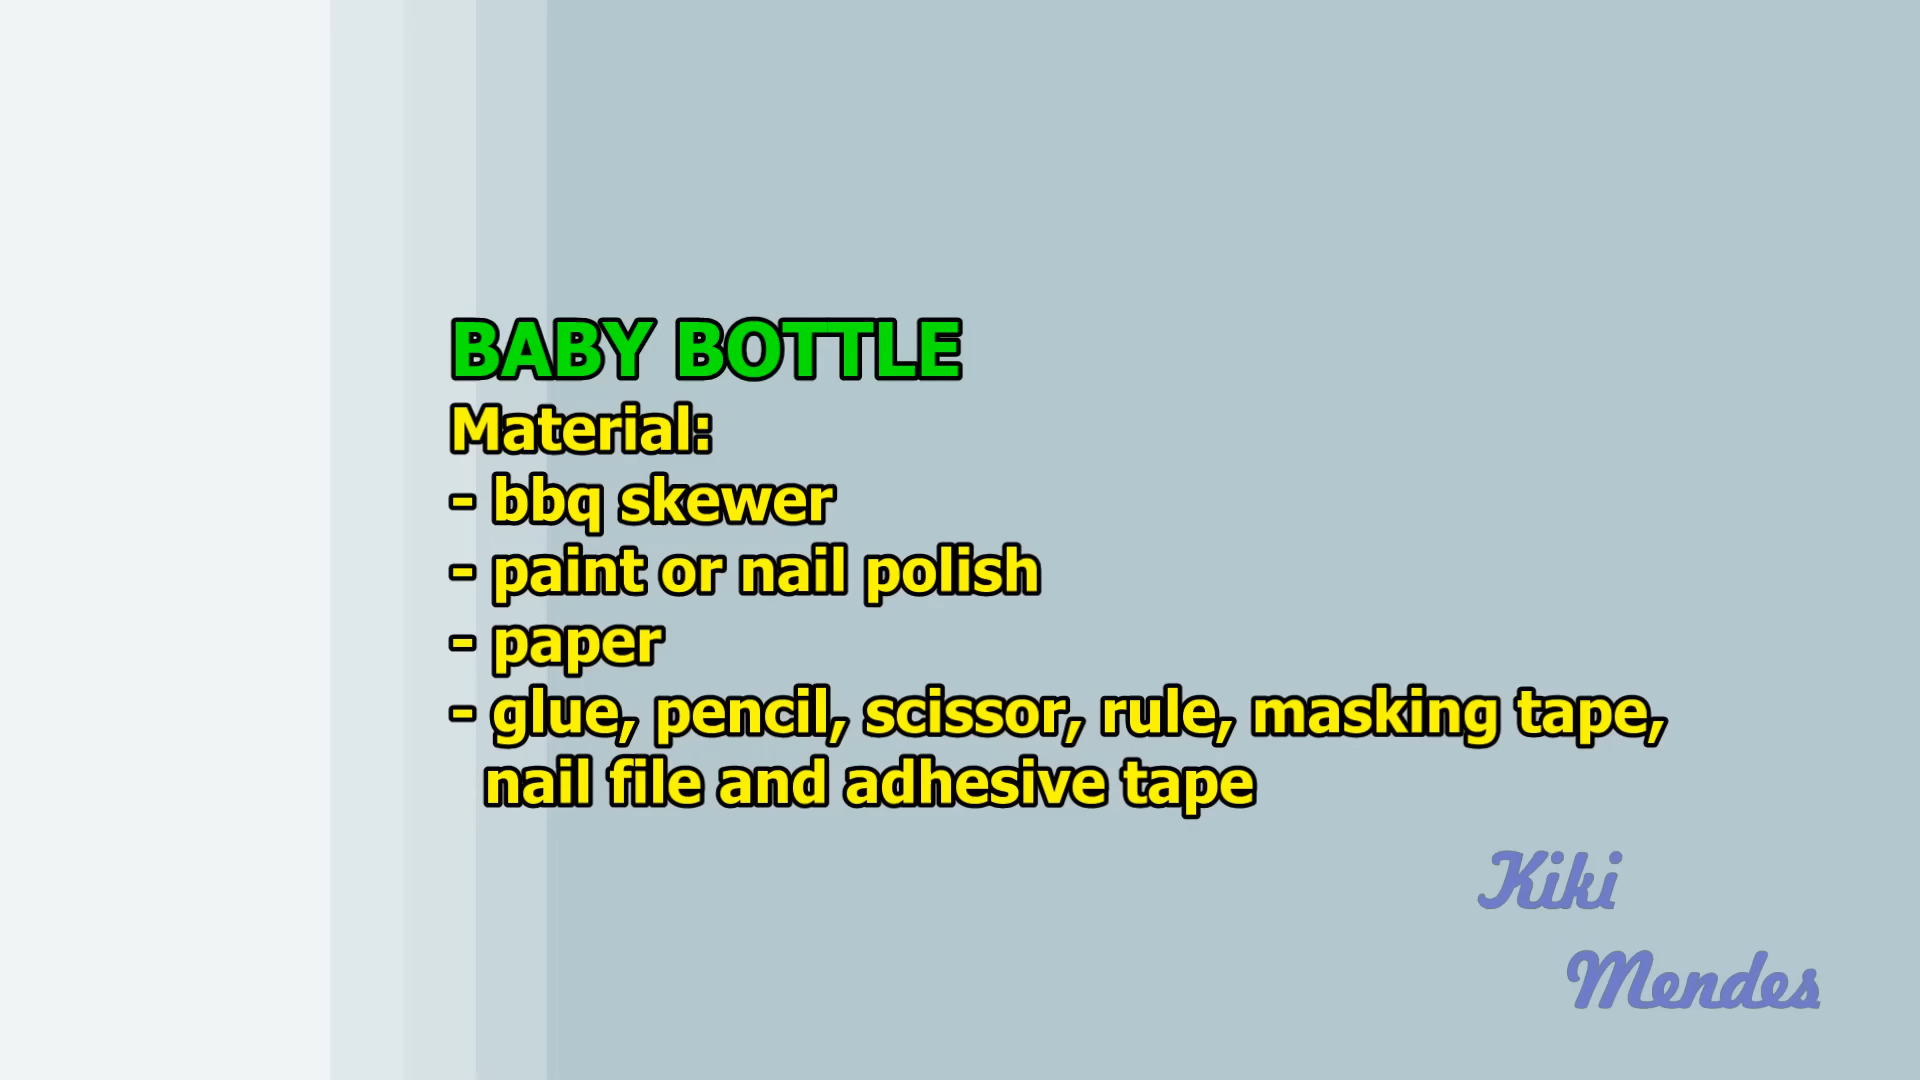 BABY BOTTLE
Material:
- bbq skewer
- paint or nail polish
- paper
- glue, pencil, scissor, rule, masking tape,
nail file and adhesive tape
Kiki
Mendes